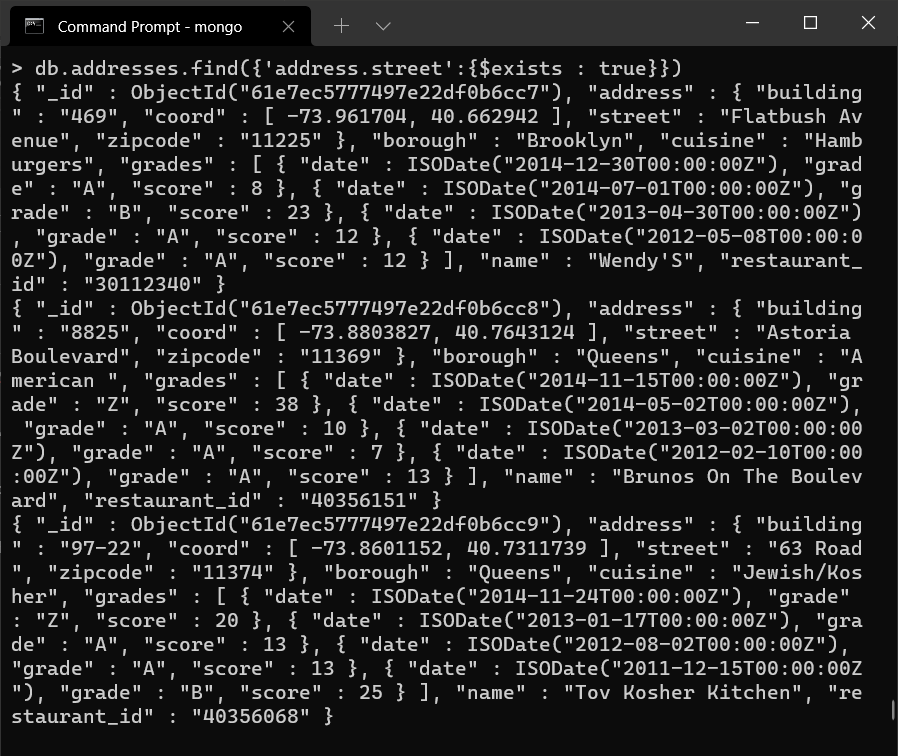 Command Prompt - mongo
> db.addresses.find({'address.street':{$exists : true}})
{ "_id" : ObjectId("61e7ec5777497e22df0b6cc7"), "address" : { "building
" : "469", "coord" : [ -73.961704, 40.662942 ], "street" : "Flatbush Av
enue", "zipcode" : "11225" }, "borough" : "Brooklyn", "cuisine" : "Hamb
urgers", "grades" : [ { "date" : ISODate("2014-12-30T00:00:00Z"), "grad
e" : "A", "score" : 8 }, { "date" : ISODate("2014-07-01T00:00:00Z"), "g
rade" : "B", "score" : 23 }, { "date" : ISODate("2013-04-30T00:00:00Z")
, "grade" : "A", "score" : 12 }, { "date" : ISODate("2012-05-08T00:00:0
0Z"), "grade" : "A", "score" : 12 } ], "name" : "Wendy'S", "restaurant_
id" : "30112340" }
{ "_id" : ObjectId("61e7ec5777497e22df0b6cc8"), "address" : { "building
" : "8825", "coord" : [ -73.8803827, 40.7643124 ], "street" : "Astoria
Boulevard", "zipcode" : "11369" }, "borough" : "Queens", "cuisine" : "A
merican ", "grades" : [ { "date" : ISODate("2014-11-15T00:00:00Z"), "gr
ade" : "Z", "score" : 38 }, { "date" : ISODate("2014-05-02T00:00:00Z"),
 "grade" : "A", "score" : 10 }, { "date" : ISODate("2013-03-02T00:00:00
Z"), "grade" : "A", "score" : 7 }, { "date" : ISODate("2012-02-10T00:00
:00Z"), "grade" : "A", "score" : 13 } ], "name" : "Brunos On The Boulev
ard", "restaurant_id" : "40356151" }
{ "_id" : ObjectId("61e7ec5777497e22df0b6cc9"), "address" : { "building
" : "97-22", "coord" : [ -73.8601152, 40.7311739 ], "street" : "63 Road
", "zipcode" : "11374" }, "borough" : "Queens", "cuisine" : "Jewish/Kos
her", "grades" : [ { "date" : ISODate("2014-11-24T00:00:00Z"), "grade"
: "Z", "score" : 20 }, { "date" : ISODate("2013-01-17T00:00:00Z"), "gra
de" : "A", "score" : 13 }, { "date" : ISODate("2012-08-02T00:00:00Z"),
"grade" : "A", "score" : 13 }, { "date" : ISODate("2011-12-15T00:00:00Z
"), "grade" : "B", "score" : 25 } ], "name" : "Tov Kosher Kitchen", "re
staurant_id" : "40356068" }